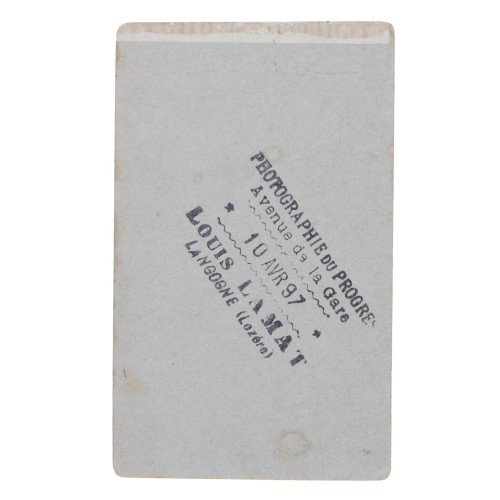 PHOTOGRAPHIE DU PROGRES
Avenue de la Gare
* 10 AVR 97 *
LOUIS LAMAT
LANGOGNE (Lozère)